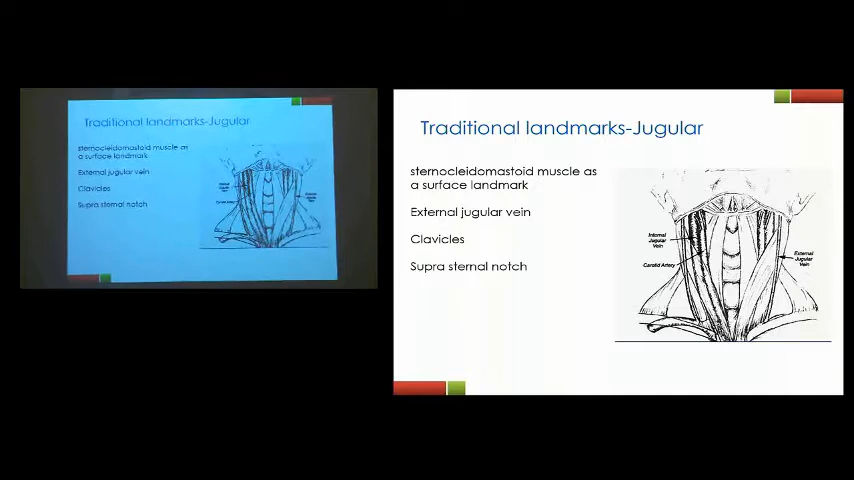 Traditional landmarks-Jugular
sternocleidomastoid muscle as
a surface landmark
External jugular vein
Clavicles
Supra sternal notch
Traditional landmarks-Jugular
sternocleidomastoid muscle as
a surface landmark
External jugular vein
Clavicles
Supra sternal notch
Internal
Jugular
Vein
Carotid Artery
External
Jugular
Vein